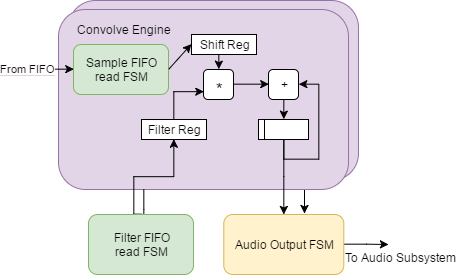 Convolve Engine
Shift Reg
Sample FIFO
read FSM
From FIFO
*
+
Filter Reg
Filter FIFO
read FSM
Audio Output FSM
To Audio Subsystem